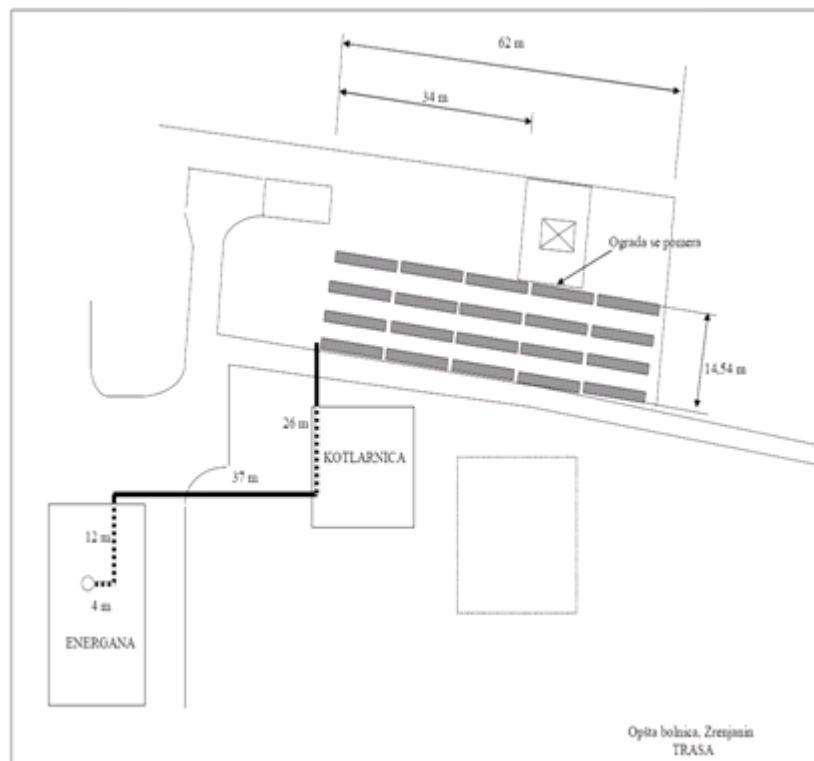 62 m
34 m
Ograda se pomera
14,54 m
26 m
KOTLARNICA
37 m
12 m
4 m
ENERGANA
Opšta bolnica, Zrenjanin
TRASA